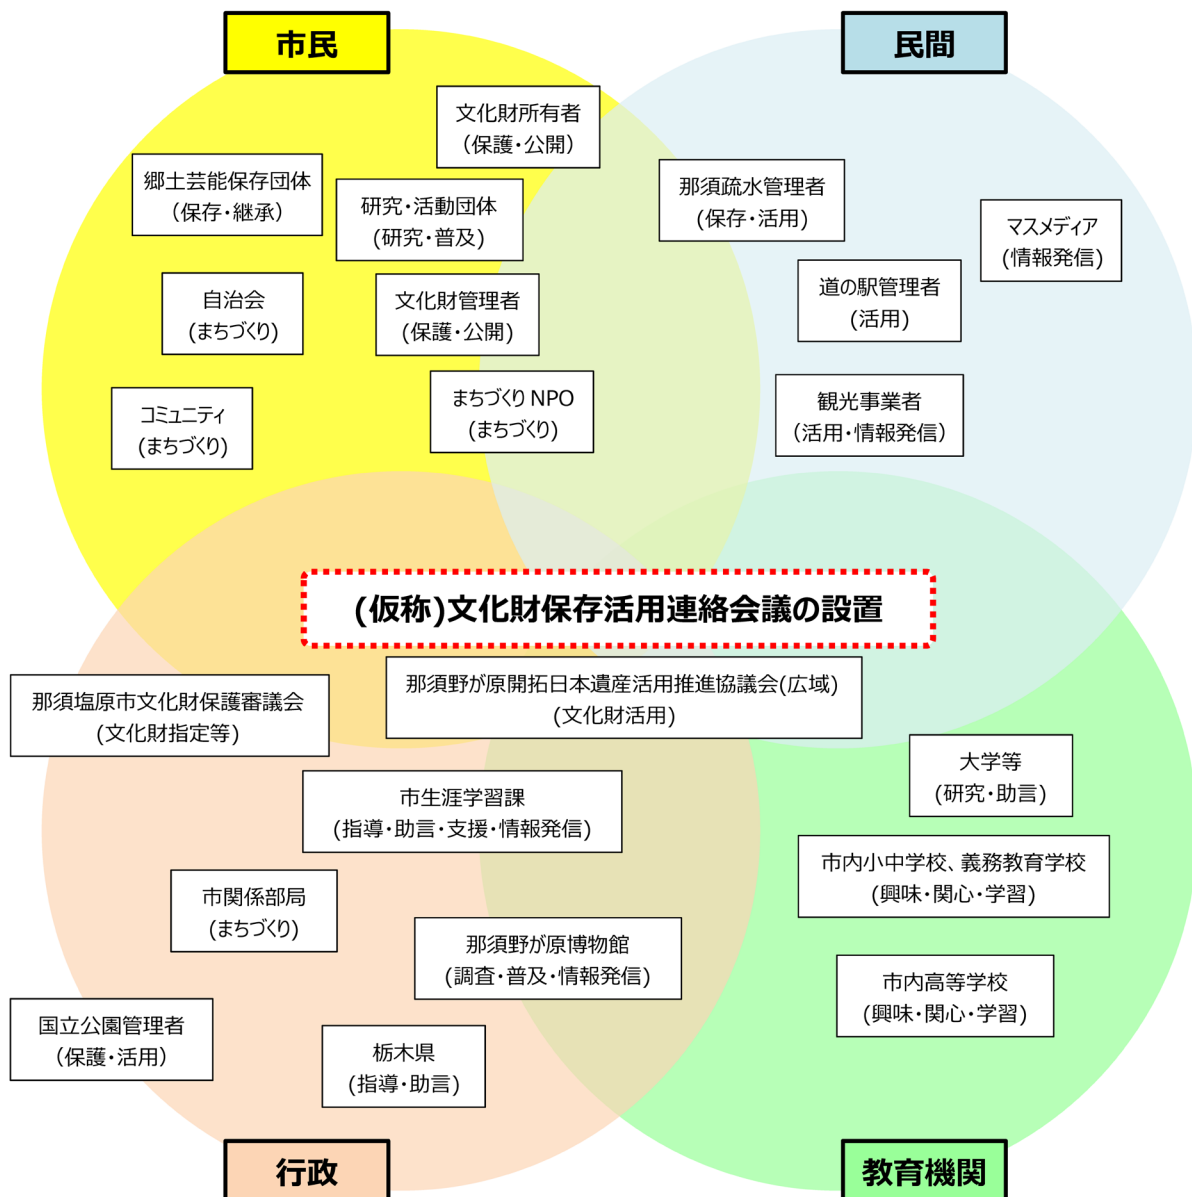 市民
民間
文化財所有者
（保護・公開）
郷土芸能保存団体
（保存・継承）
研究・活動団体
(研究・普及)
那須疏水管理者
(保存・活用)
マスメディア
(情報発信)
自治会
(まちづくり)
文化財管理者
(保護・公開)
道の駅管理者
(活用)
コミュニティ
(まちづくり)
まちづくり NPO
(まちづくり)
観光事業者
（活用・情報発信）
(仮称)文化財保存活用連絡会議の設置
那須塩原市文化財保護審議会
(文化財指定等)
那須野が原開拓日本遺産活用推進協議会(広域)
(文化財活用)
市生涯学習課
(指導・助言・支援・情報発信)
大学等
(研究・助言)
市関係部局
(まちづくり)
市内小中学校、義務教育学校
(興味・関心・学習)
那須野が原博物館
(調査・普及・情報発信)
市内高等学校
(興味・関心・学習)
国立公園管理者
（保護・活用）
栃木県
(指導・助言)
行政
教育機関